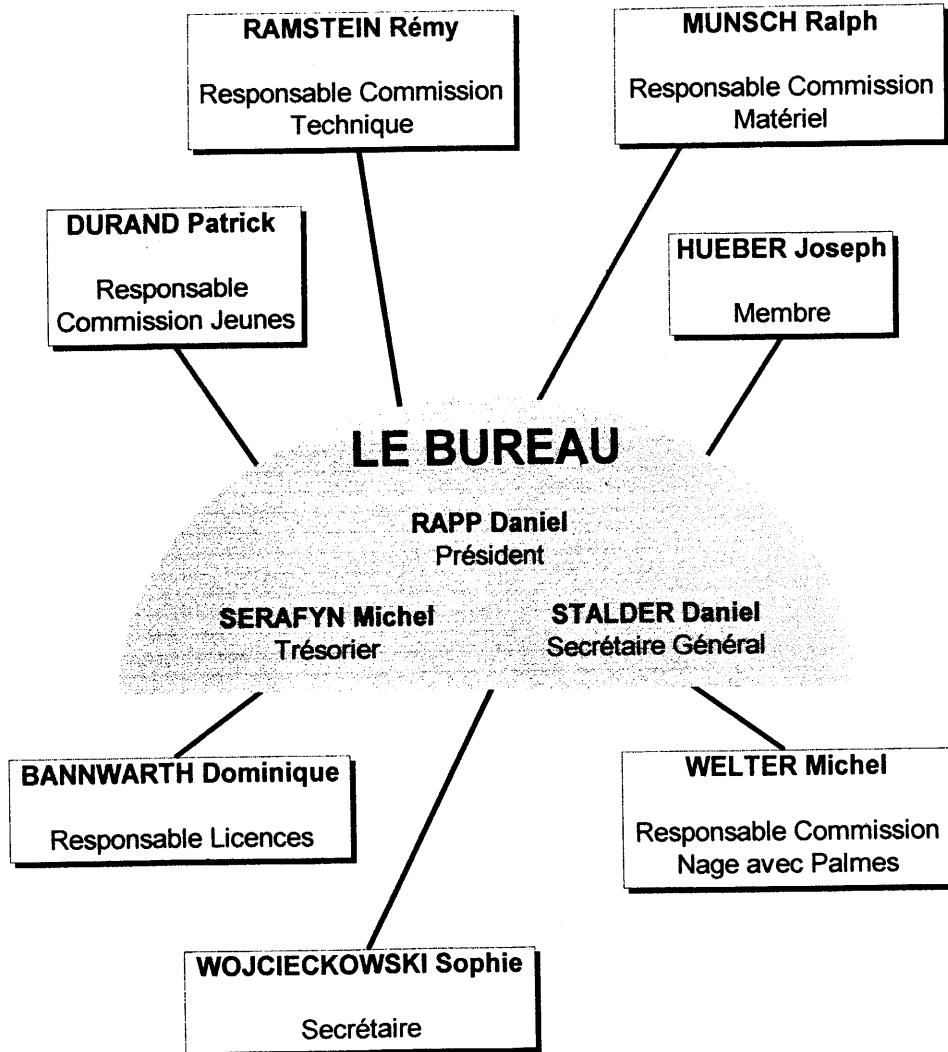 RAMSTEIN Rémy
Responsable Commission
Technique
MUNSCH Ralph
Responsable Commission
Matériel
DURAND Patrick
Responsable
Commission Jeunes
HUEBER Joseph
Membre
LE BUREAU
RAPP Daniel
Président
SERAFYN Michel
Trésorier
STALDER Daniel
Secrétaire Général
BANNWARTH Dominique
Responsable Licences
WELTER Michel
Responsable Commission
Nage avec Palmes
WOJCIECKOWSKI Sophie
Secrétaire